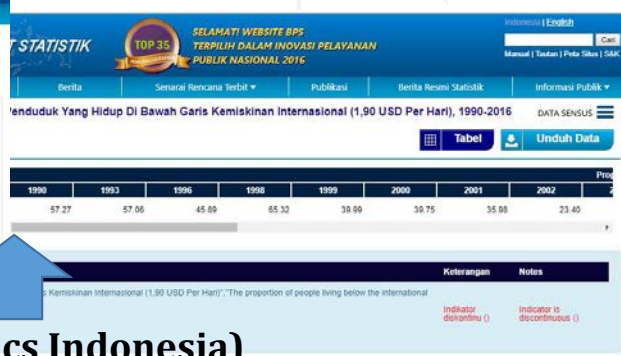 T STATISTIK
TOP 35
SELAMAT! WEBSITE BPS
TERPILIH DALAM INOVASI PELAYANAN
PUBLIK NASIONAL 2016
Indonesia | English
Cari
Manual | Tautan | Peta Situs | S&K
Berita
Senarai Rencana Terbit
Publikasi
Berita Resmi Statistik
Informasi Publik
Penduduk Yang Hidup Di Bawah Garis Kemiskinan Internasional (1,90 USD Per Hari), 1990-2016
DATA SENSUS
Tabel
Unduh Data
Prop
1990 1993 1996 1998 1999 2000 2001 2002 2
57.27 57.06 45.89 65.32 39.99 39.75 35.98 23.40
Keterangan Notes
s Kemiskinan Internasional (1,90 USD Per Hari)","The proportion of people living below the international
Indikator diskontinu ()
Indicator is discontinuous ()
cs Indonesia)